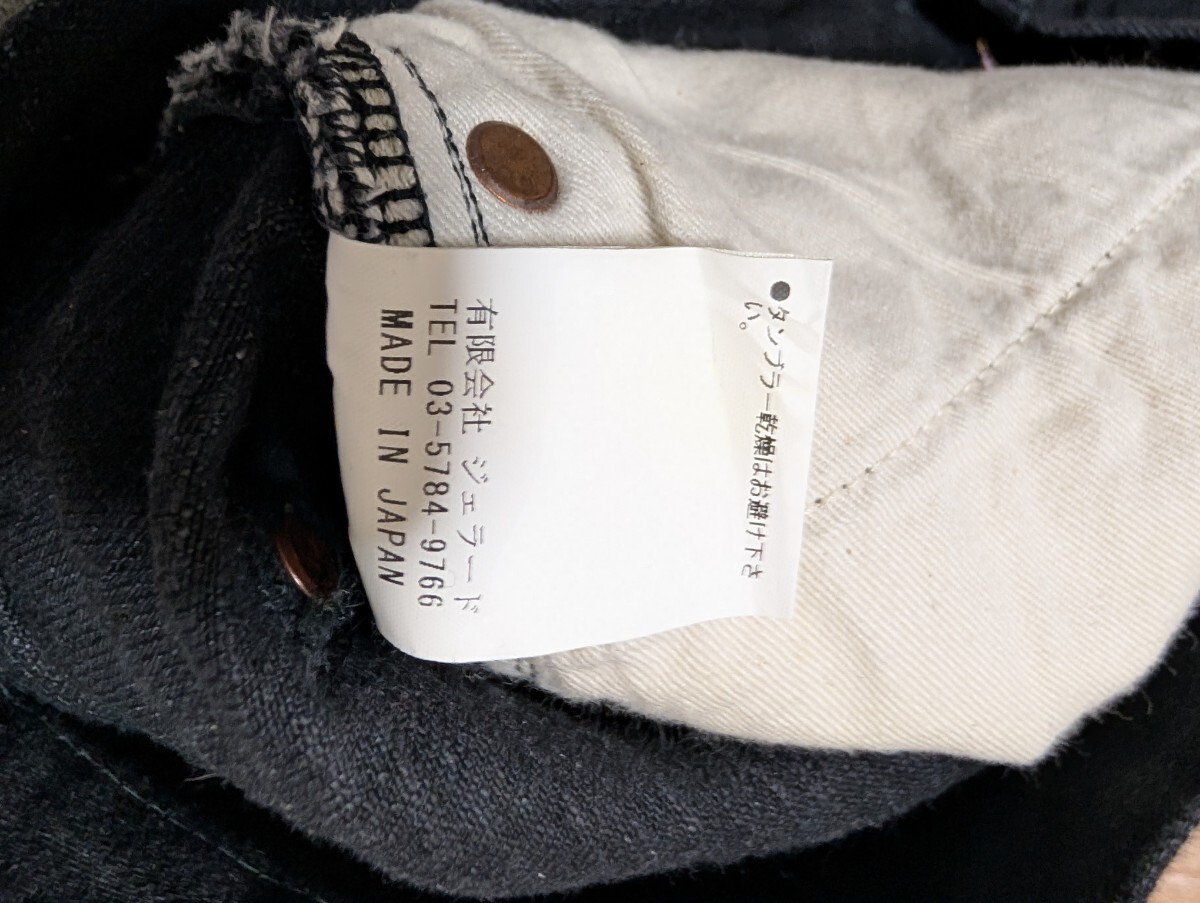 ●タンブラー乾燥はお避け下さ
い。
有限会社 ジェラード
TEL 03-5784-9766
MADE IN JAPAN